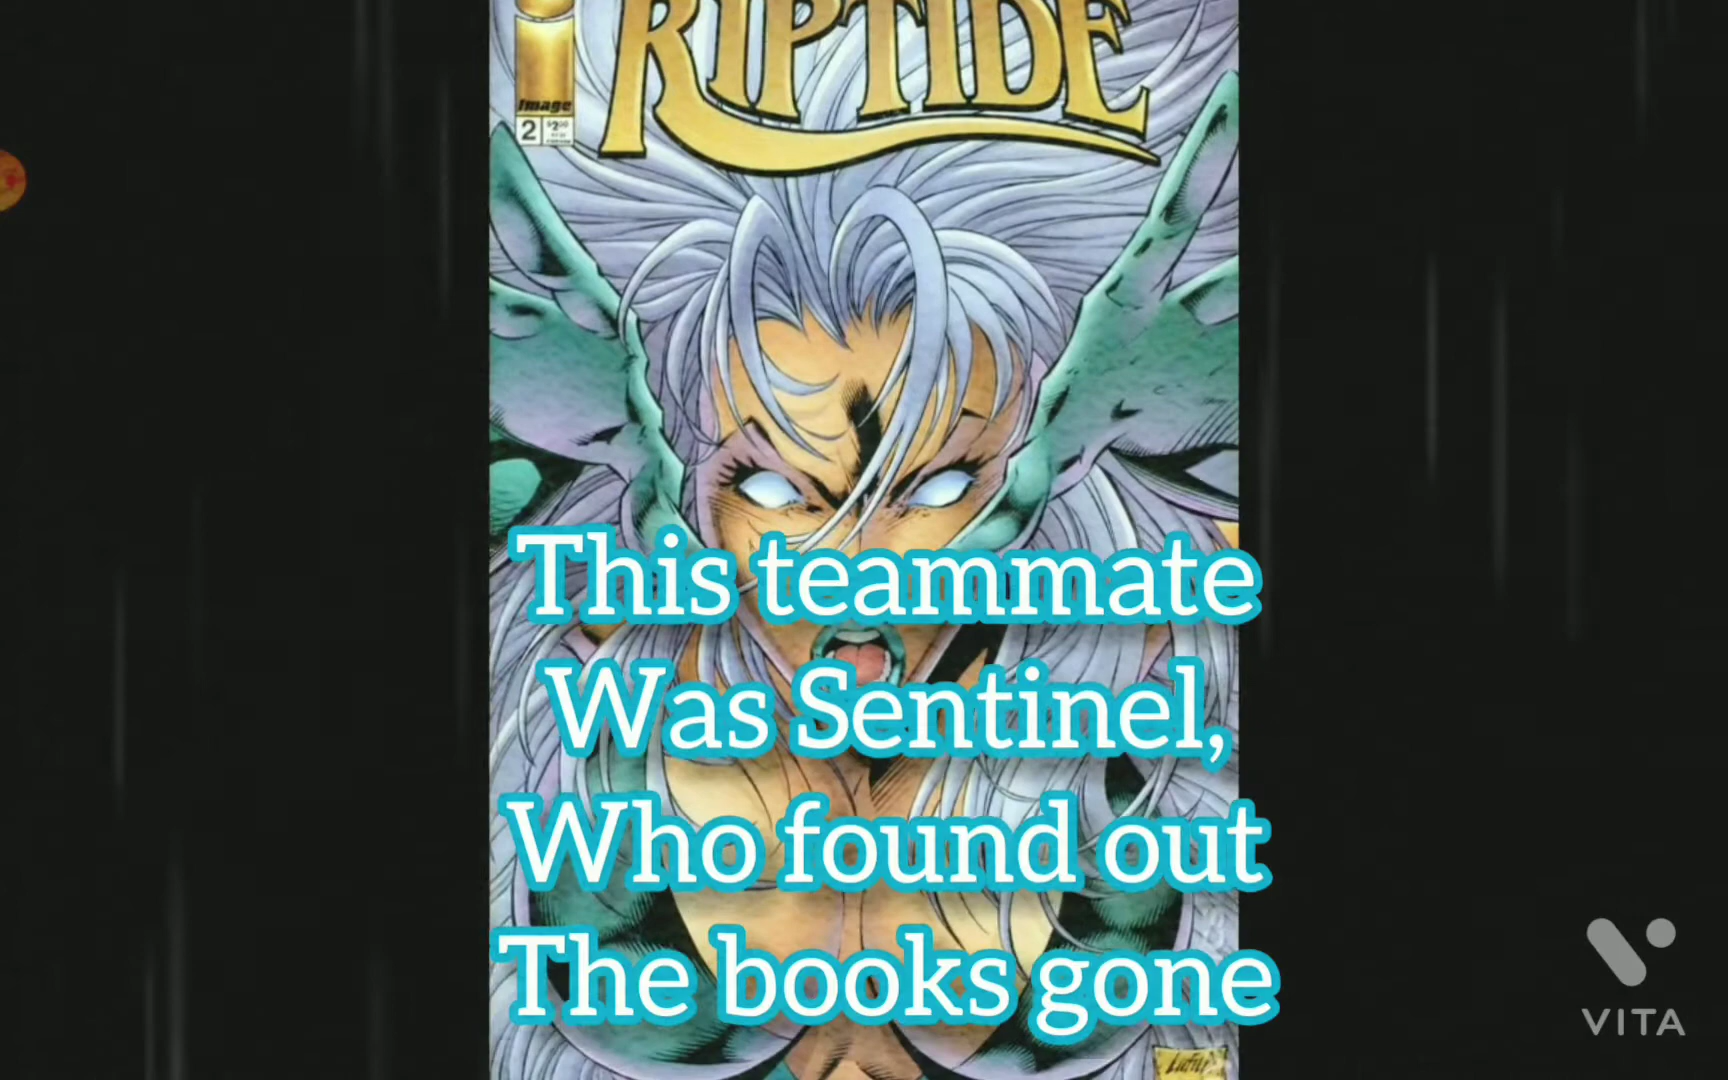 RIPTIDE
image
2
This teammate
Was Sentinel,
Who found out
The books gone
VITA